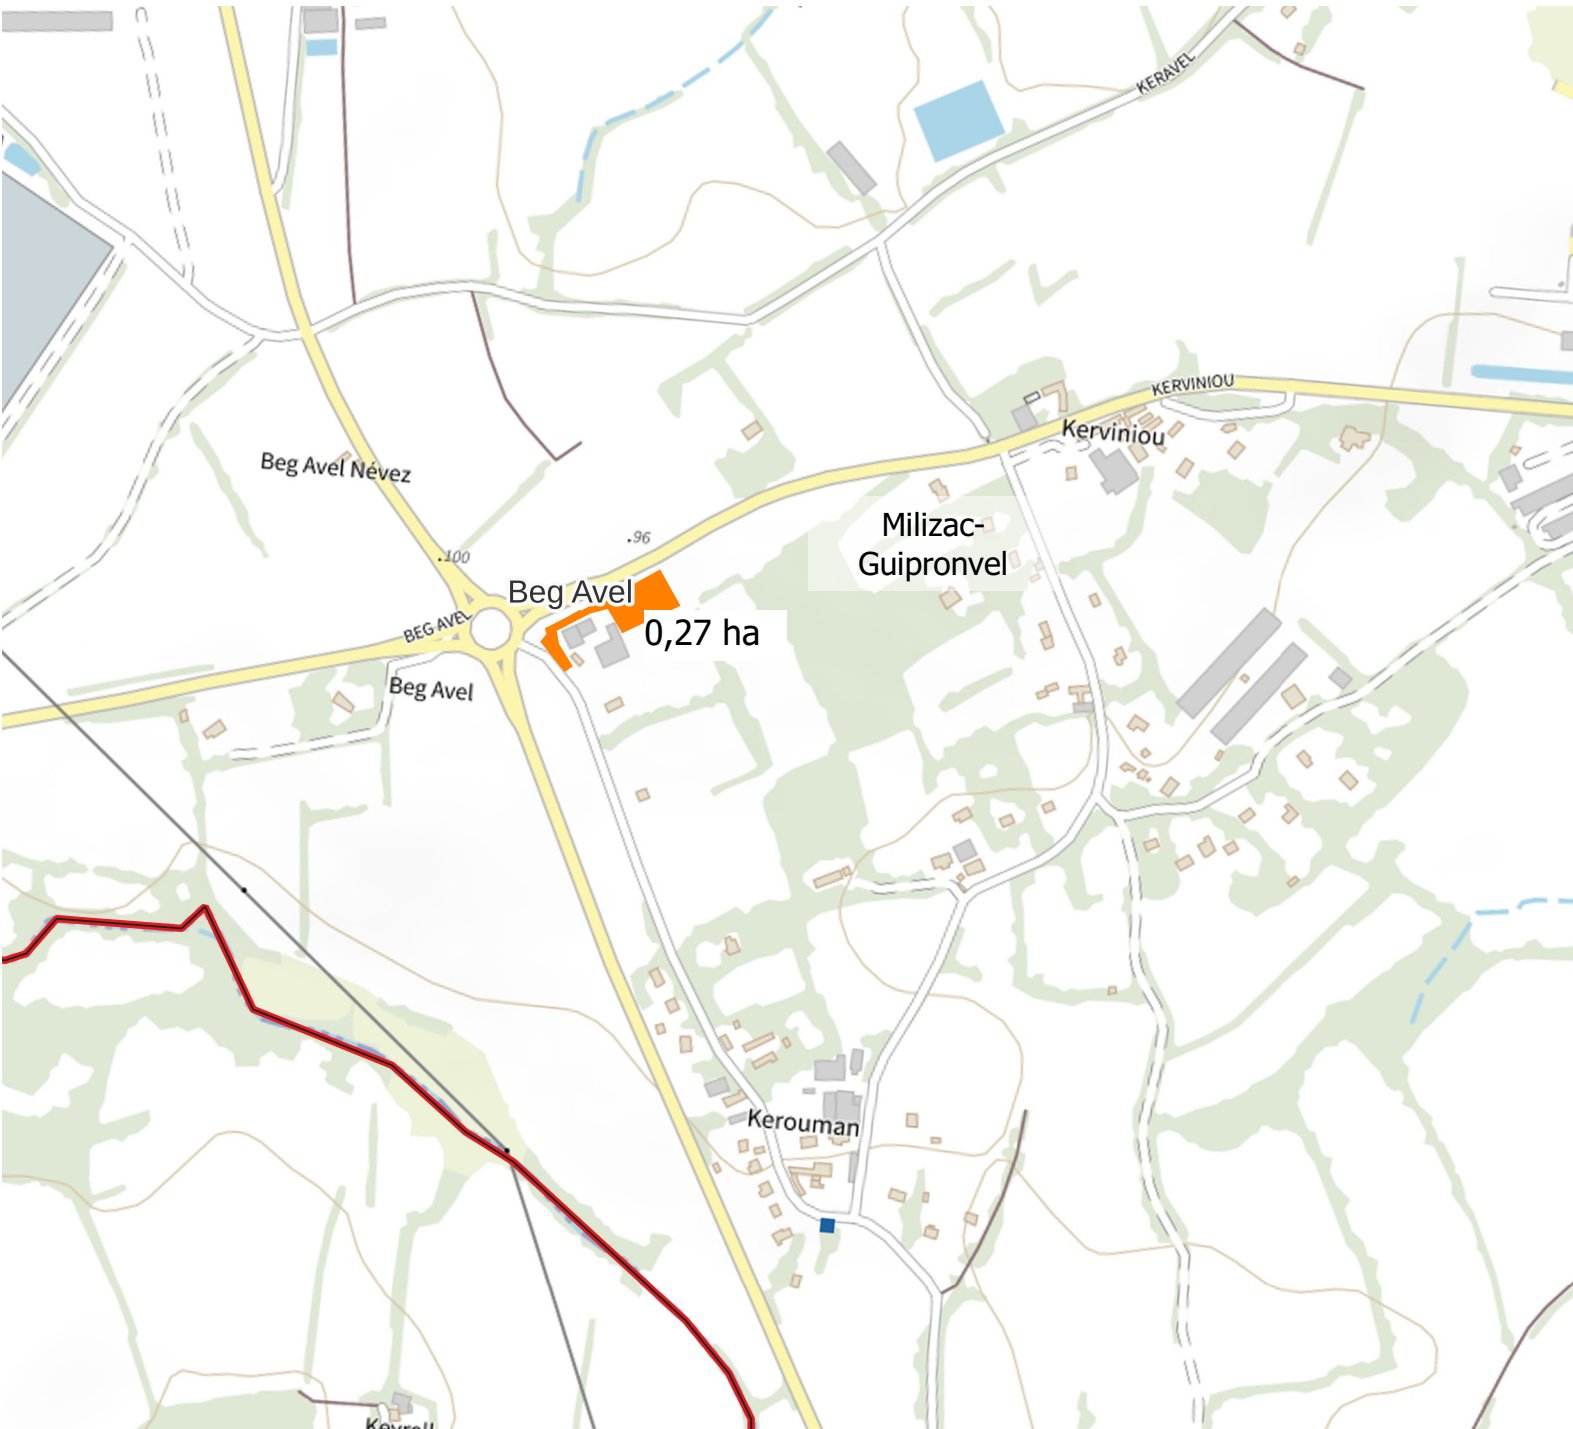 KERAVEL
KERVINIOU
Kerviniou
Beg Avel Névez
Milizac-
Guipronvel
.96
.100
Beg Avel
BEG AVEL
0,27 ha
Beg Avel
Kerouman